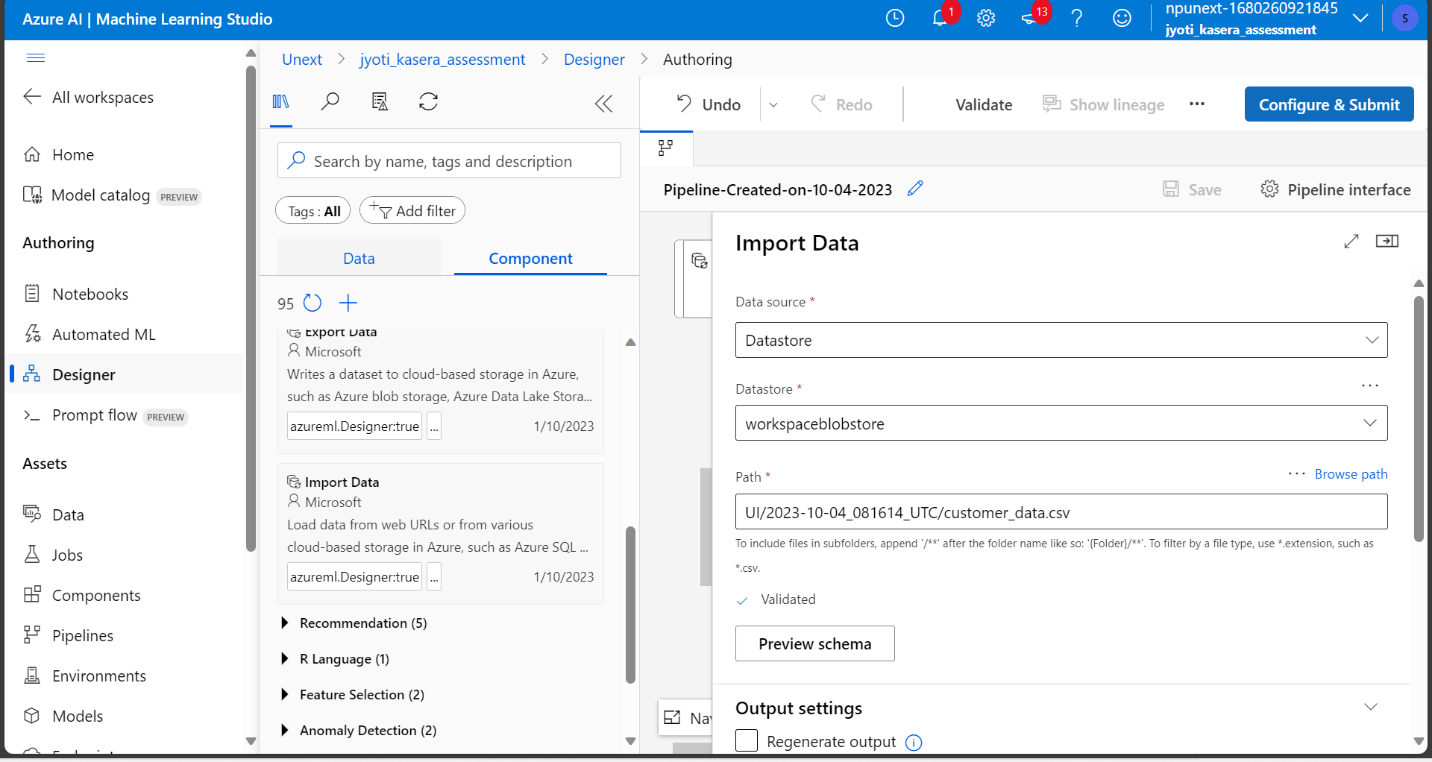 Azure AI | Machine Learning Studio
1
13
npunext-1680260921845
jyoti_kasera_assessment
S
All workspaces
Home
Model catalog PREVIEW
Authoring
Notebooks
Automated ML
Designer
Prompt flow PREVIEW
Assets
Data
Jobs
Components
Pipelines
Environments
Models
Unext > jyoti_kasera_assessment > Designer > Authoring
Search by name, tags and description
Tags : All
Add filter
Data
Component
95
Export Data
Microsoft
Writes a dataset to cloud-based storage in Azure,
such as Azure blob storage, Azure Data Lake Stora...
azureml.Designer:true ... 1/10/2023
Import Data
Microsoft
Load data from web URLs or from various
cloud-based storage in Azure, such as Azure SQL ...
azureml.Designer:true ... 1/10/2023
Recommendation (5)
R Language (1)
Feature Selection (2)
Anomaly Detection (2)
Undo
Redo
Validate
Show lineage
...
Configure & Submit
Pipeline-Created-on-10-04-2023
Save
Pipeline interface
Nav
Import Data
Data source *
Datastore
Datastore * ...
workspaceblobstore
Path * ... Browse path
UI/2023-10-04_081614_UTC/customer_data.csv
To include files in subfolders, append '/**' after the folder name like so: '{Folder}/**'. To filter by a file type, use *.extension, such as
*.csv.
Validated
Preview schema
Output settings
Regenerate output